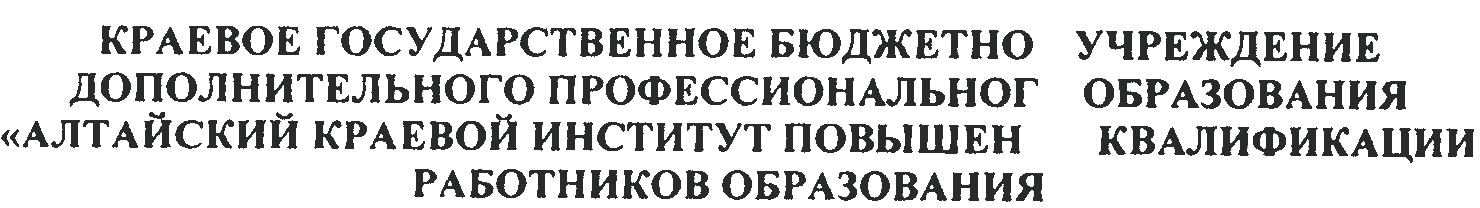 КРАЕВОЕ ГОСУДАРСТВЕННОЕ БЮДЖЕТНО УЧРЕЖДЕНИЕ
ДОПОЛНИТЕЛЬНОГО ПРОФЕССИОНАЛЬНОГ ОБРАЗОВАНИЯ
«АЛТАЙСКИЙ КРАЕВОЙ ИНСТИТУТ ПОВЫШЕН КВАЛИФИКАЦИИ
РАБОТНИКОВ ОБРАЗОВАНИЯ